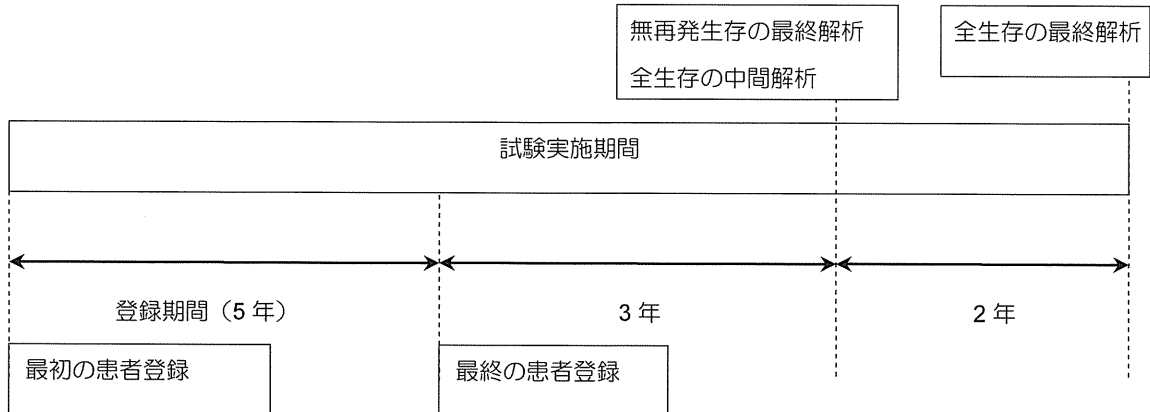 無再発生存の最終解析
全生存の中間解析
全生存の最終解析
試験実施期間
登録期間（5 年）
3 年
2 年
最初の患者登録
最終の患者登録